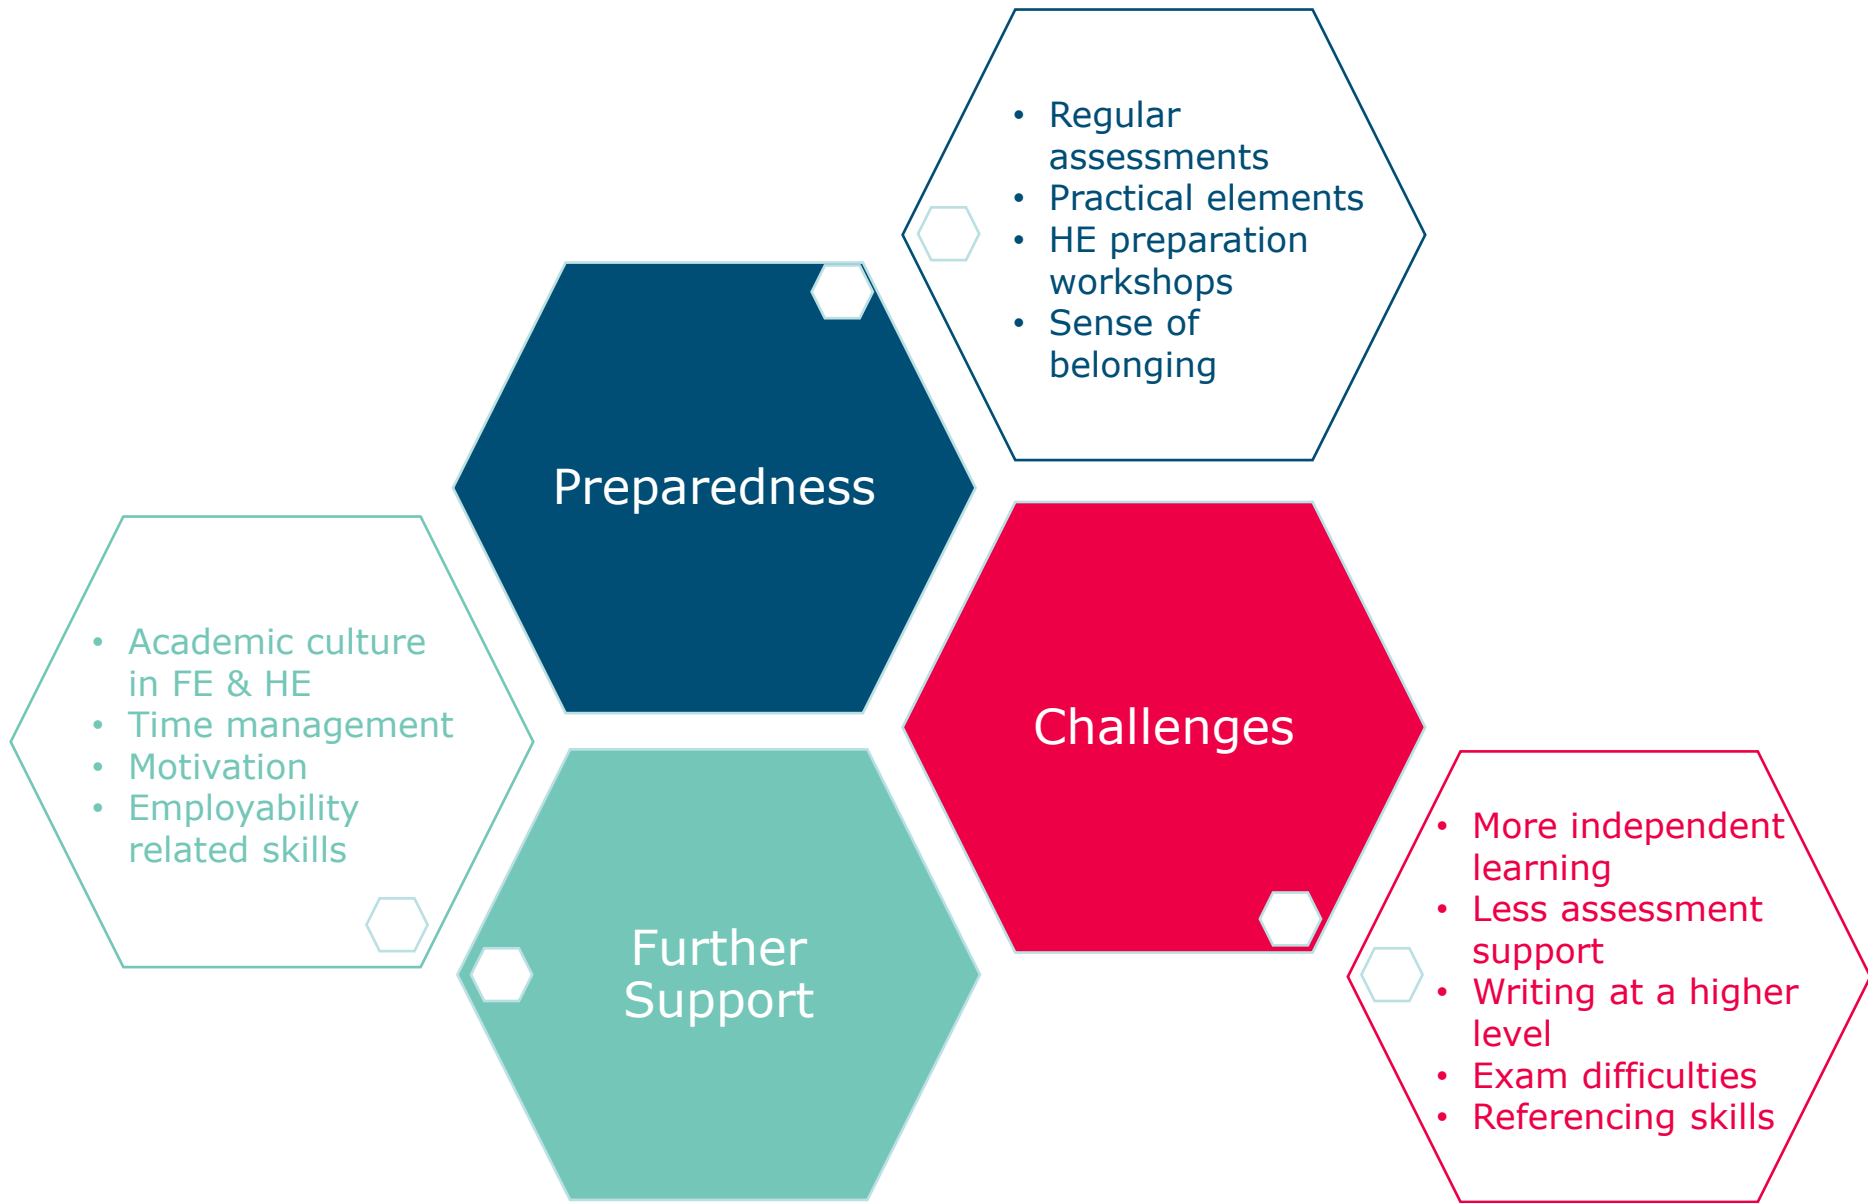 • Regular
assessments
• Practical elements
• HE preparation
workshops
• Sense of
belonging
Preparedness
• Academic culture
in FE & HE
• Time management
• Motivation
• Employability
related skills
Challenges
Further
Support
• More independent
learning
• Less assessment
support
• Writing at a higher
level
• Exam difficulties
• Referencing skills